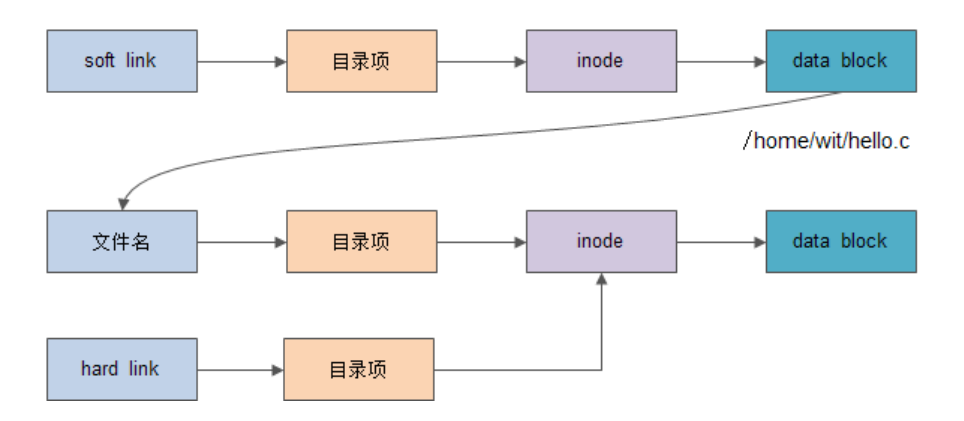 soft link
目录项
inode
data block
/home/wit/hello.c
文件名
目录项
inode
data block
hard link
目录项